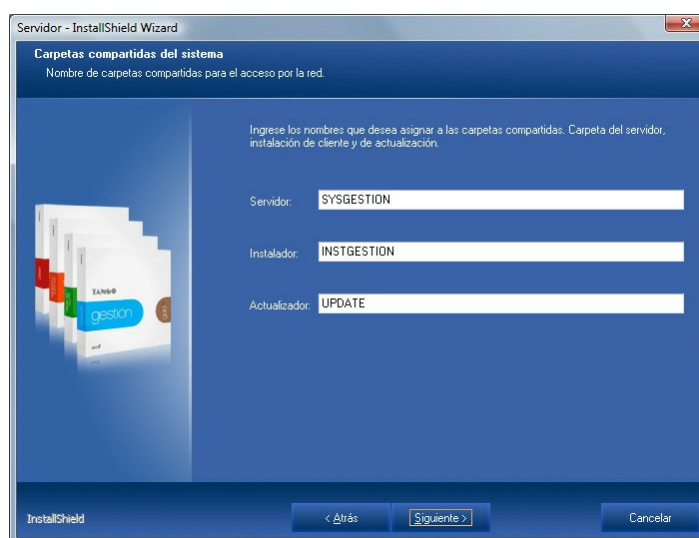 Servidor - InstallShield Wizard
Carpetas compartidas del sistema
Nombre de carpetas compartidas para el acceso por la red.
Ingrese los nombres que desea asignar a las carpetas compartidas. Carpeta del servidor,
instalación de cliente y de actualización.
Servidor: SYSGESTION
Instalador: INSTGESTION
Actualizador: UPDATE
TANGO
gestion
InstallShield
< Atrás
Siguiente >
Cancelar